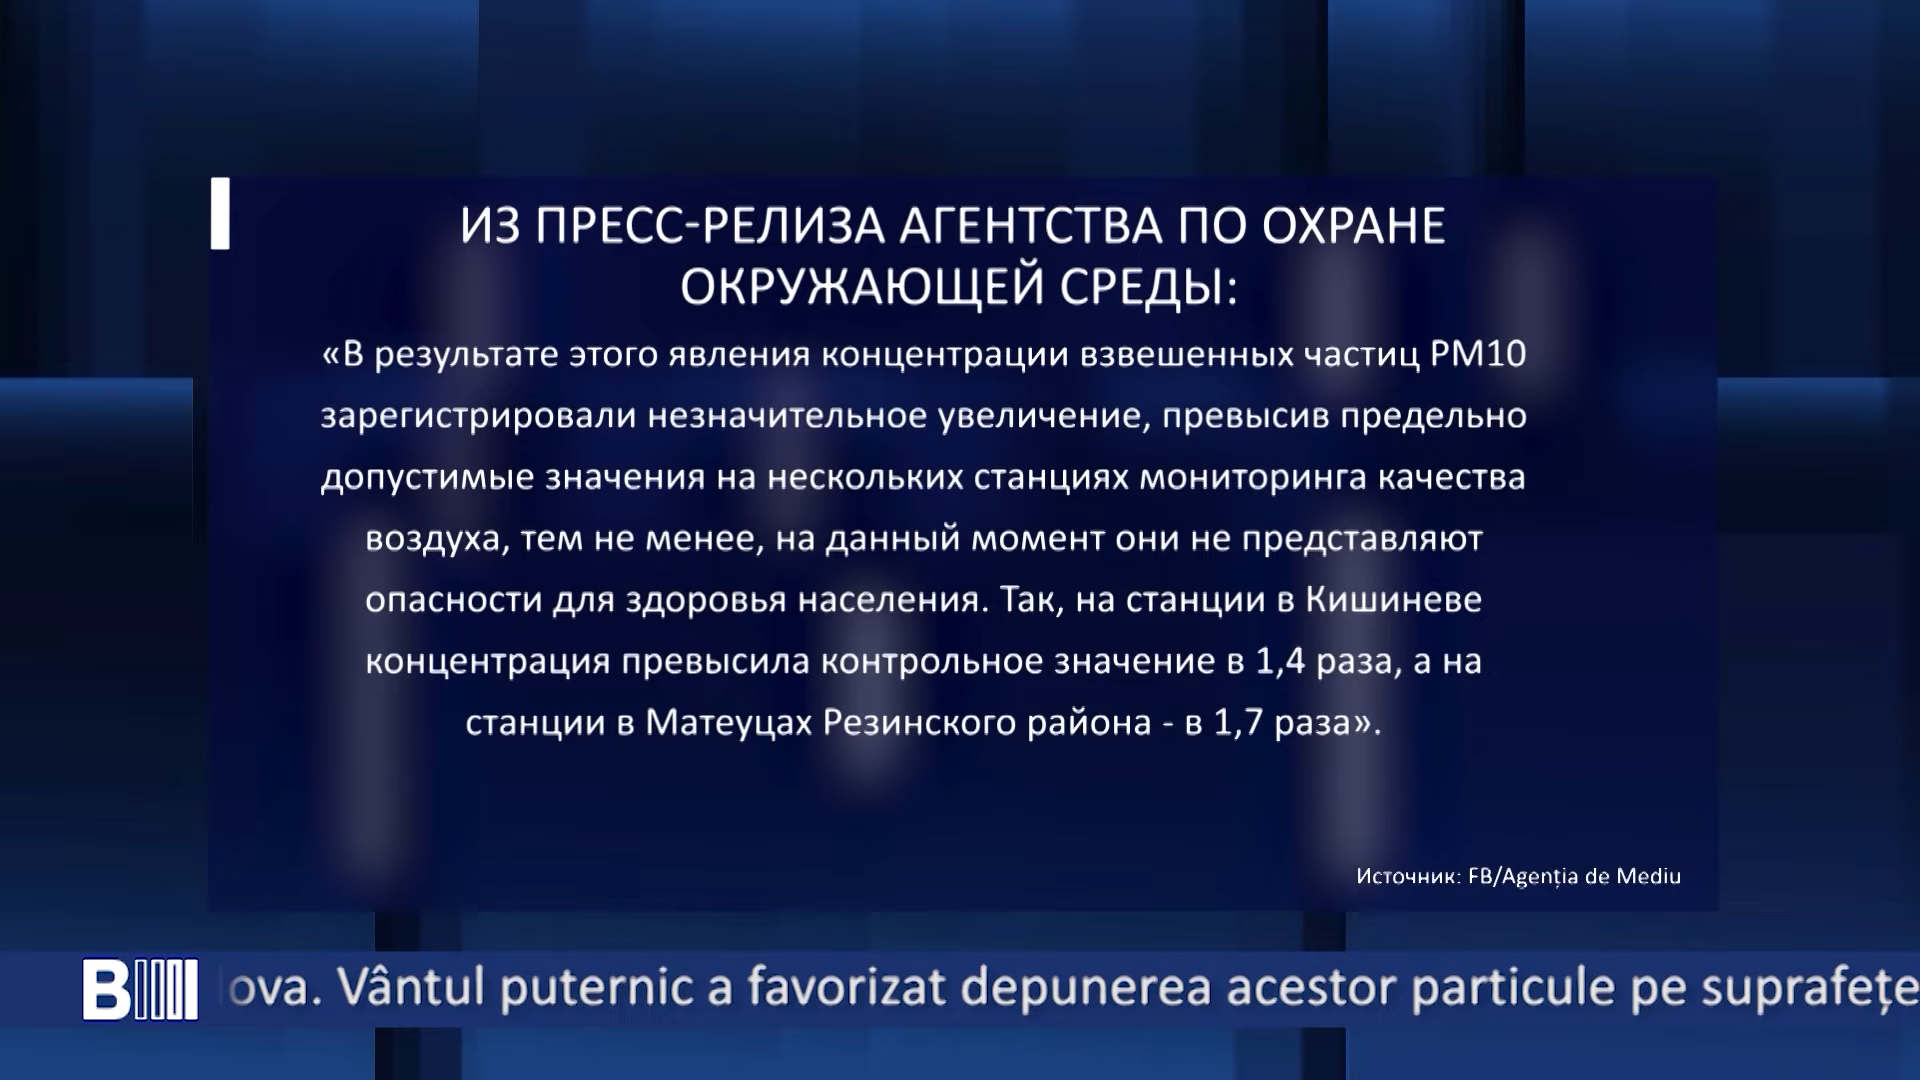 ИЗ ПРЕСС-РЕЛИЗА АГЕНТСТВА ПО ОХРАНЕ
ОКРУЖАЮЩЕЙ СРЕДЫ:
«В результате этого явления концентрации взвешенных частиц PM10
зарегистрировали незначительное увеличение, превысив предельно
допустимые значения на нескольких станциях мониторинга качества
воздуха, тем не менее, на данный момент они не представляют
опасности для здоровья населения. Так, на станции в Кишиневе
концентрация превысила контрольное значение в 1,4 раза, а на
станции в Матеуцах Резинского района - в 1,7 раза».
Источник: FB/Agenția de Mediu
B ova. Vântul puternic a favorizat depunerea acestor particule pe suprafețe